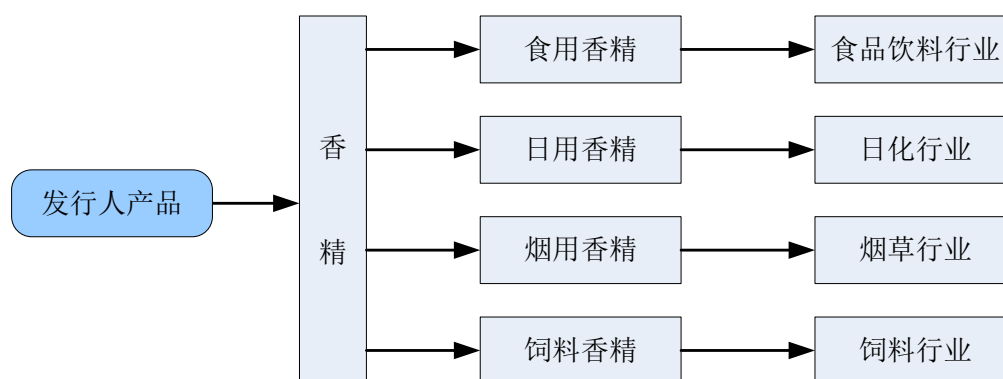 发行人产品
香精
食用香精
食品饮料行业
日用香精
日化行业
烟用香精
烟草行业
饲料香精
饲料行业